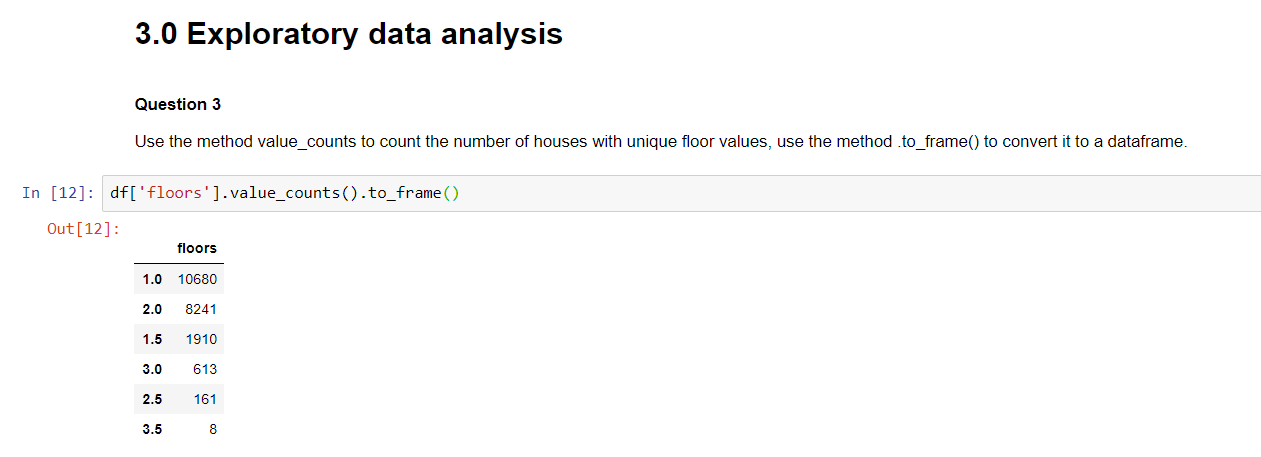 3.0 Exploratory data analysis
Question 3
Use the method value_counts to count the number of houses with unique floor values, use the method .to_frame() to convert it to a dataframe.
In [12]: df['floors'].value_counts().to_frame()
Out[12]:
floors
1.0 10680
2.0 8241
1.5 1910
3.0 613
2.5 161
3.5 8